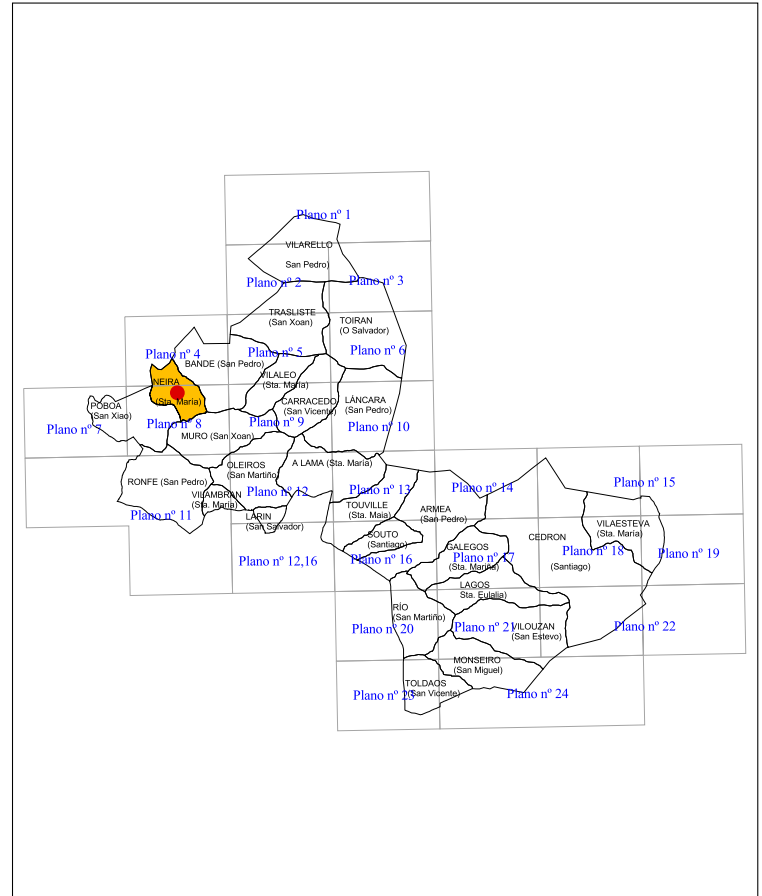 Plano nº 1
VILARELLO
San Pedro)
Plano nº 2
Plano nº 3
TRASLISTE
(San Xoan)
TOIRAN
(O Salvador)
Plano nº 4
Plano nº 5
Plano nº 6
BANDE (San Pedro)
VILALEO
(Sta. María)
NEIRA
(Sta. María)
CARRACEDO
(San Vicente)
LÁNCARA
(San Pedro)
POBOA
(San Xiao)
Plano nº 7
Plano nº 8
Plano nº 9
Plano nº 10
MURO (San Xoan)
OLEIROS
(San Martiño)
A LAMA (Sta. María)
RONFE (San Pedro)
VILAMBRAN
(Sta. María)
Plano nº 11
Plano nº 12
Plano nº 13
Plano nº 14
Plano nº 15
LARIN
(San Salvador)
TOUVILLE
(Sta. Maia)
ARMEA
(San Pedro)
VILAESTEVA
(Sta. María)
SOUTO
(Santiago)
GALEGOS
(Sta. Mariña)
CEDRON
(Santiago)
Plano nº 12,16
Plano nº 16
Plano nº 17
Plano nº 18
Plano nº 19
LAGOS
Sta. Eulalia)
RÍO
(San Martiño)
Plano nº 20
Plano nº 21
VILOUZAN
(San Estevo)
Plano nº 22
MONSEIRO
(San Miguel)
TOLDAOS
(San Vicente)
Plano nº 23
Plano nº 24